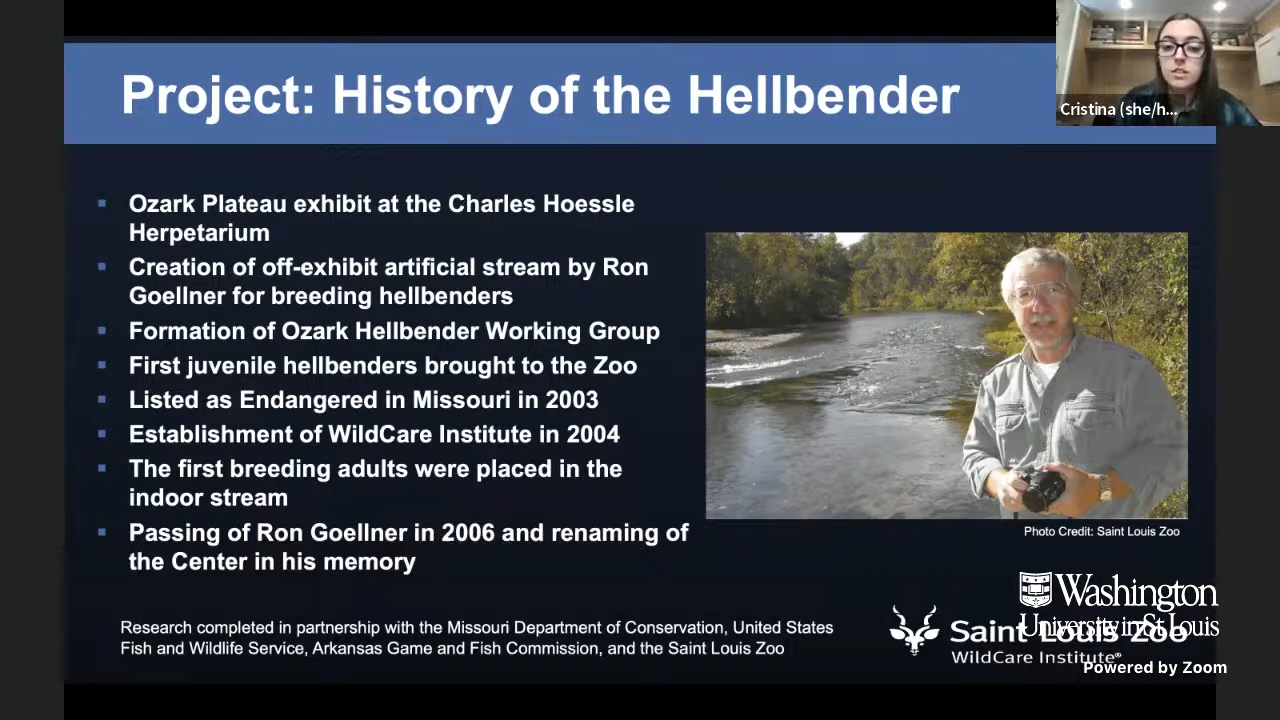 Project: History of the Hellbender
Cristina (she/h...
Ozark Plateau exhibit at the Charles Hoessle
Herpetarium
Creation of off-exhibit artificial stream by Ron
Goellner for breeding hellbenders
Formation of Ozark Hellbender Working Group
First juvenile hellbenders brought to the Zoo
Listed as Endangered in Missouri in 2003
Establishment of WildCare Institute in 2004
The first breeding adults were placed in the
indoor stream
Passing of Ron Goellner in 2006 and renaming of
the Center in his memory
Photo Credit: Saint Louis Zoo
Research completed in partnership with the Missouri Department of Conservation, United States
Fish and Wildlife Service, Arkansas Game and Fish Commission, and the Saint Louis Zoo
Saint Louis Zoo
WildCare Institute®
Washington
University in St. Louis
Powered by Zoom